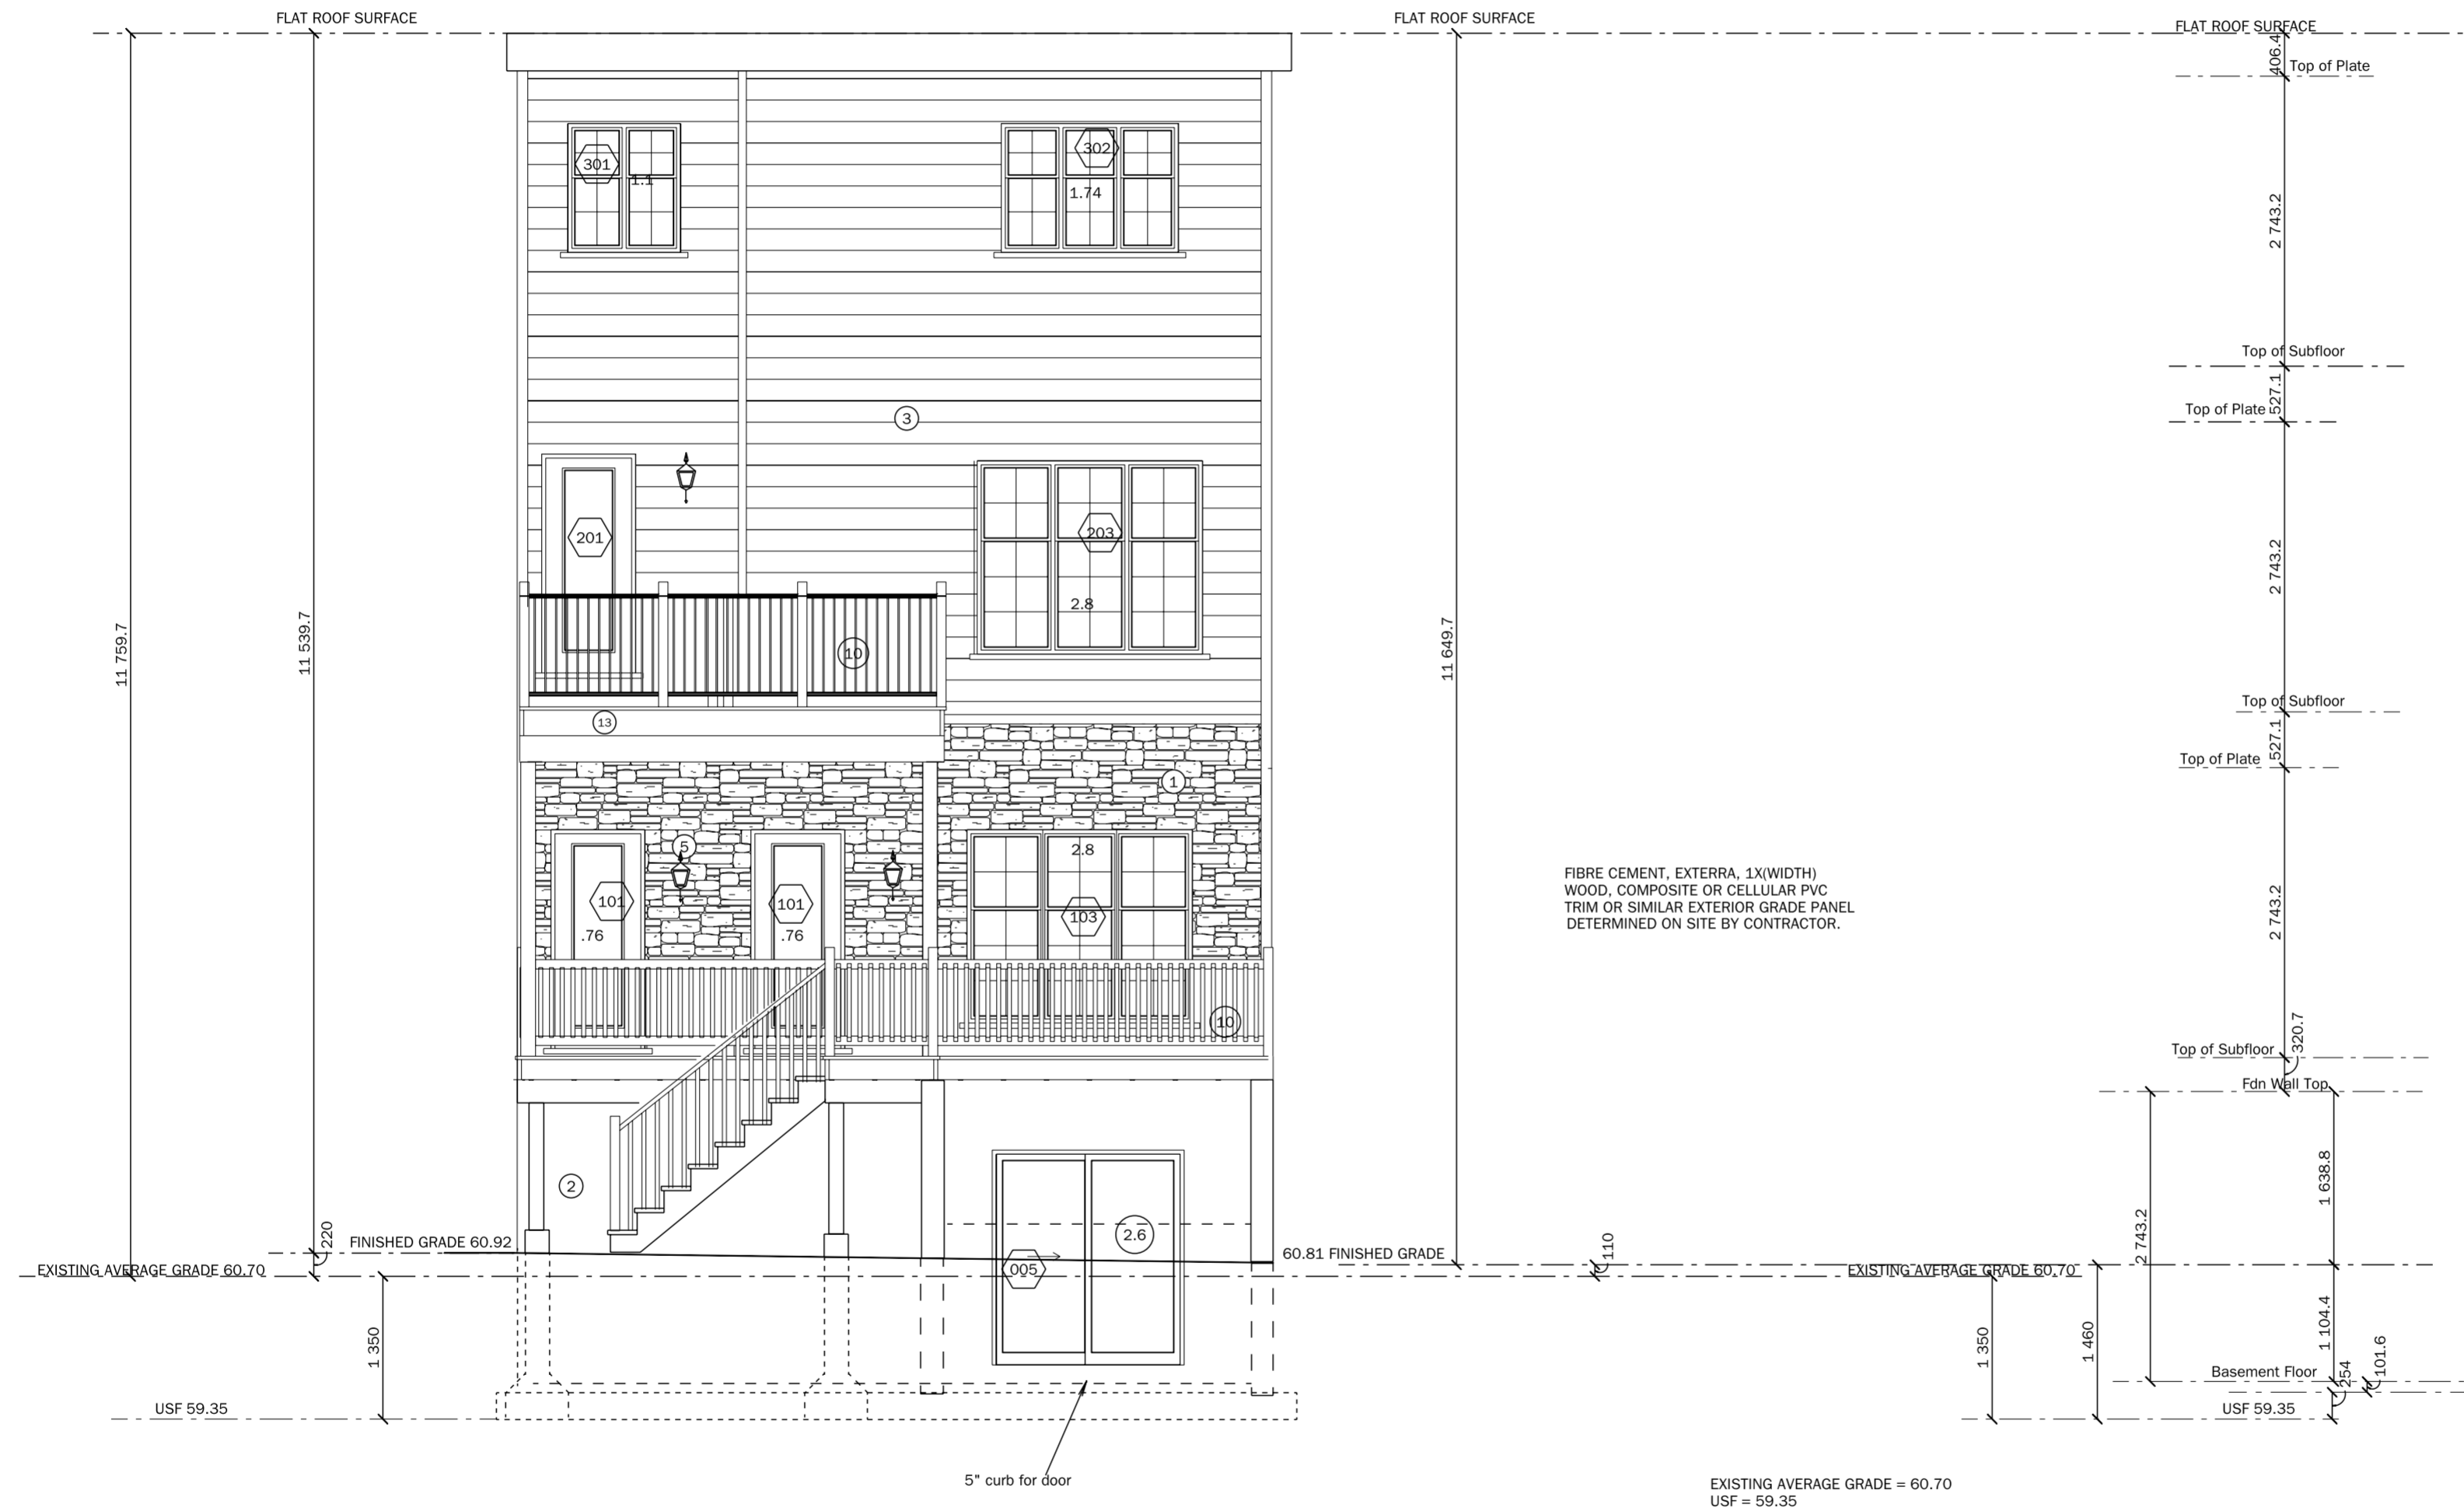 FLAT ROOF SURFACE
FLAT ROOF SURFACE
FLAT ROOF SURFACE
406.4
Top of Plate
301
1.1
302
1.74
2 743.2
Top of Subfloor
527.1
Top of Plate
3
201
203
2.8
2 743.2
11 759.7
11 539.7
11 649.7
10
13
Top of Subfloor
527.1
Top of Plate
1
5
2.8
101
101
103
.76
.76
FIBRE CEMENT, EXTERRA, 1X(WIDTH)
WOOD, COMPOSITE OR CELLULAR PVC
TRIM OR SIMILAR EXTERIOR GRADE PANEL
DETERMINED ON SITE BY CONTRACTOR.
2 743.2
10
320.7
Top of Subfloor
Fdn Wall Top
2
1 638.8
2 743.2
2.6
220
FINISHED GRADE 60.92
60.81 FINISHED GRADE
110
EXISTING AVERAGE GRADE 60.70
005
EXISTING AVERAGE GRADE 60.70
1 350
1 350
1 460
1 104.4
101.6
254
Basement Floor
USF 59.35
USF 59.35
5" curb for door
EXISTING AVERAGE GRADE = 60.70
USF = 59.35